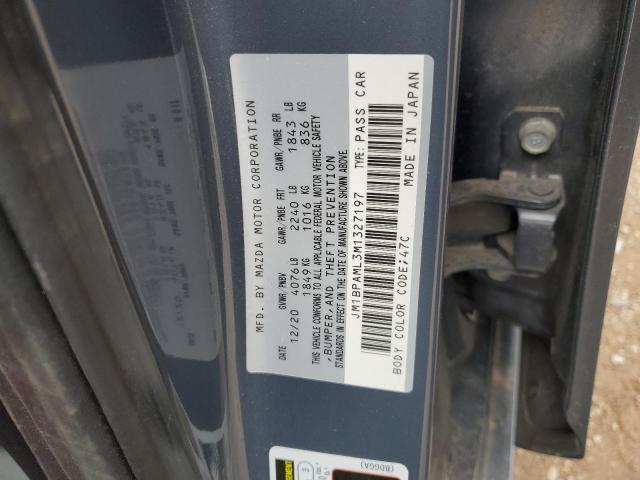 MFD. BY MAZDA MOTOR CORPORATION
DATE GVWR/PNBV GAWR/PNBE FRT GAWR/PNBE RR
12/20 4076 LB 2240 LB 1843 LB
1849 KG 1016 KG 836 KG
THIS VEHICLE CONFORMS TO ALL APPLICABLE FEDERAL MOTOR VEHICLE SAFETY
,BUMPER, AND THEFT PREVENTION
STANDARDS IN EFFECT ON THE DATE OF MANUFACTURE SHOWN ABOVE.
JM1BPAML3M1327197 TYPE: PASS CAR
BODY COLOR CODE:47C MADE IN JAPAN
(BDGGA)